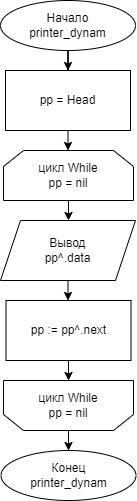 Начало
printer_dynam
pp = Head
цикл While
pp = nil
Вывод
pp^.data
pp := pp^.next
цикл While
pp = nil
Конец
printer_dynam